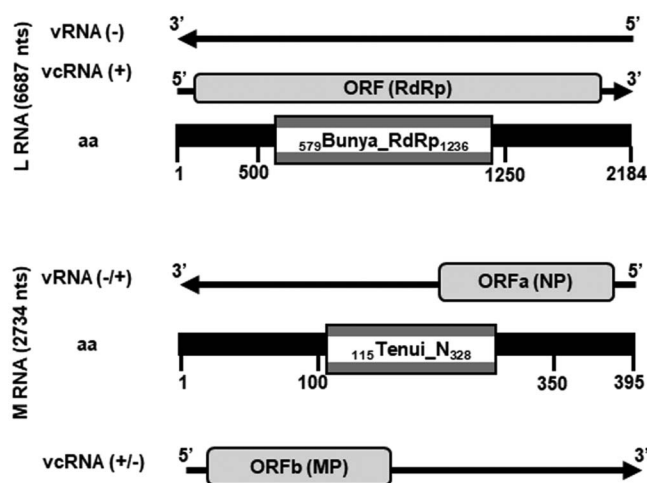 L RNA (6687 nts)
3’ 5’
vRNA (-)
vcRNA (+)
5’ 3’
ORF (RdRp)
aa
579Bunya_RdRp1236
1 500 1250 2184
M RNA (2734 nts)
vRNA (-/+)
3’ 5’
ORFa (NP)
aa
115Tenui_N328
1 100 350 395
vcRNA (+/-)
5’ 3’
ORFb (MP)